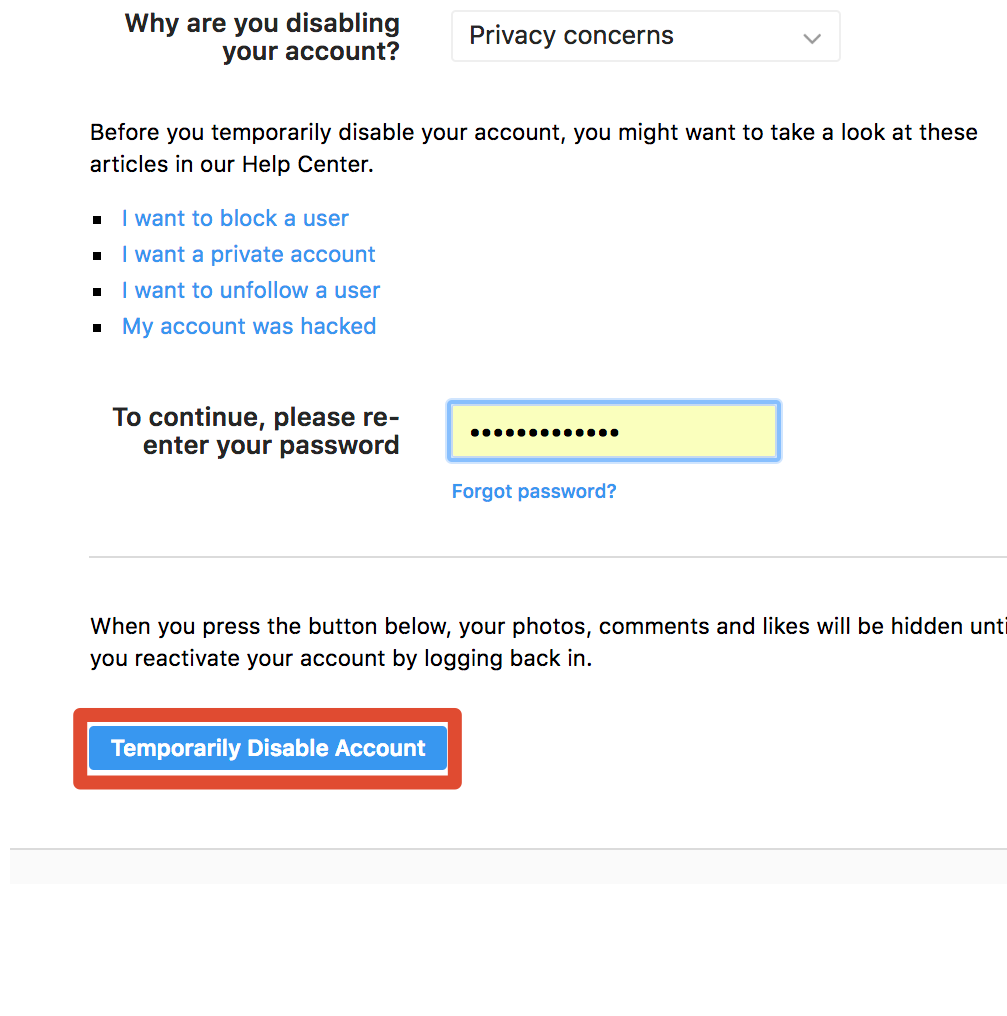 Why are you disabling
your account?
Privacy concerns
Before you temporarily disable your account, you might want to take a look at these
articles in our Help Center.
I want to block a user
I want a private account
I want to unfollow a user
My account was hacked
To continue, please re-
enter your password
•••••••••••••
Forgot password?
When you press the button below, your photos, comments and likes will be hidden unti
you reactivate your account by logging back in.
Temporarily Disable Account